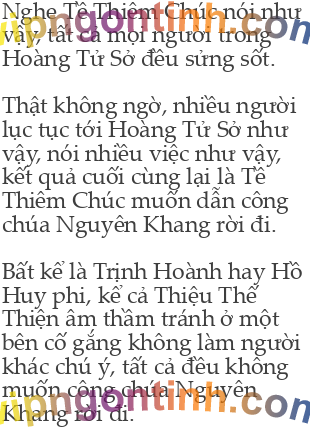 Nghe Tề Thiêm Chúc nói như
vậy, tất cả mọi người trong
Hoàng Tử Sở đều sửng sốt.
Thật không ngờ, nhiều người
lục tục tới Hoàng Tử Sở như
vậy, nói nhiều việc như vậy,
kết quả cuối cùng lại là Tề
Thiêm Chúc muốn dẫn công
chúa Nguyên Khang rời đi.
Bất kể là Trịnh Hoành hay Hồ
Huy phi, kể cả Thiệu Thế
Thiện âm thầm tránh ở một
bên cố gắng không làm người
khác chú ý, tất cả đều không
muốn công chúa Nguyên
Khang rời đi.
vipngontinh.com
vipngontinh.com